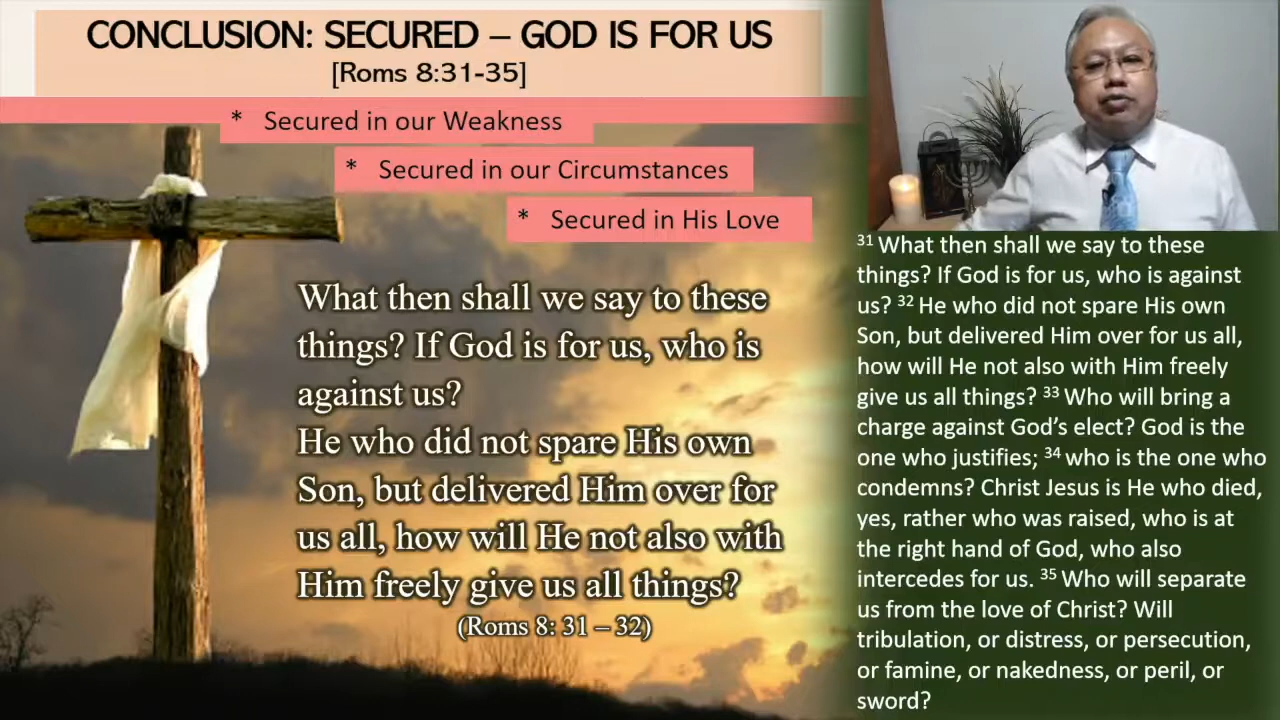 CONCLUSION: SECURED – GOD IS FOR US
[Roms 8:31-35]
* Secured in our Weakness
* Secured in our Circumstances
* Secured in His Love
What then shall we say to these
things? If God is for us, who is
against us?
He who did not spare His own
Son, but delivered Him over for
us all, how will He not also with
Him freely give us all things?
(Roms 8: 31 – 32)
31 What then shall we say to these
things? If God is for us, who is against
us? 32 He who did not spare His own
Son, but delivered Him over for us all,
how will He not also with Him freely
give us all things? 33 Who will bring a
charge against God’s elect? God is the
one who justifies; 34 who is the one who
condemns? Christ Jesus is He who died,
yes, rather who was raised, who is at
the right hand of God, who also
intercedes for us. 35 Who will separate
us from the love of Christ? Will
tribulation, or distress, or persecution,
or famine, or nakedness, or peril, or
sword?